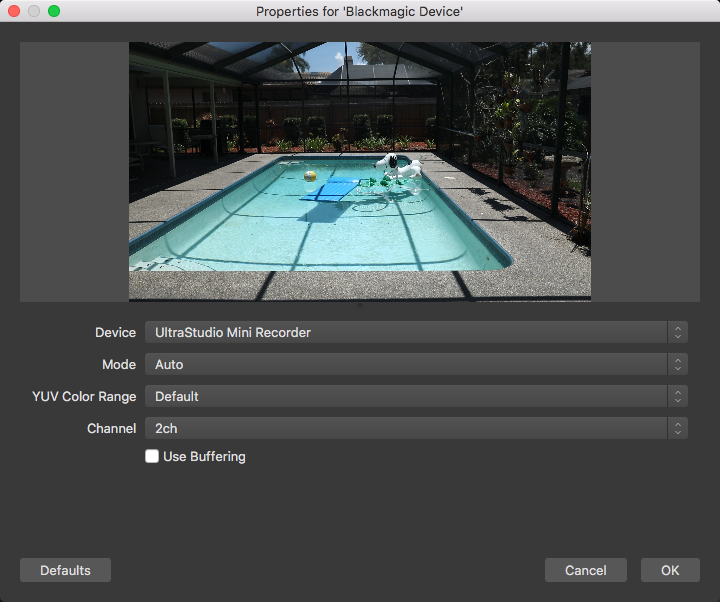 Properties for 'Blackmagic Device'
Device UltraStudio Mini Recorder
Mode Auto
YUV Color Range Default
Channel 2ch
Use Buffering
Defaults Cancel OK